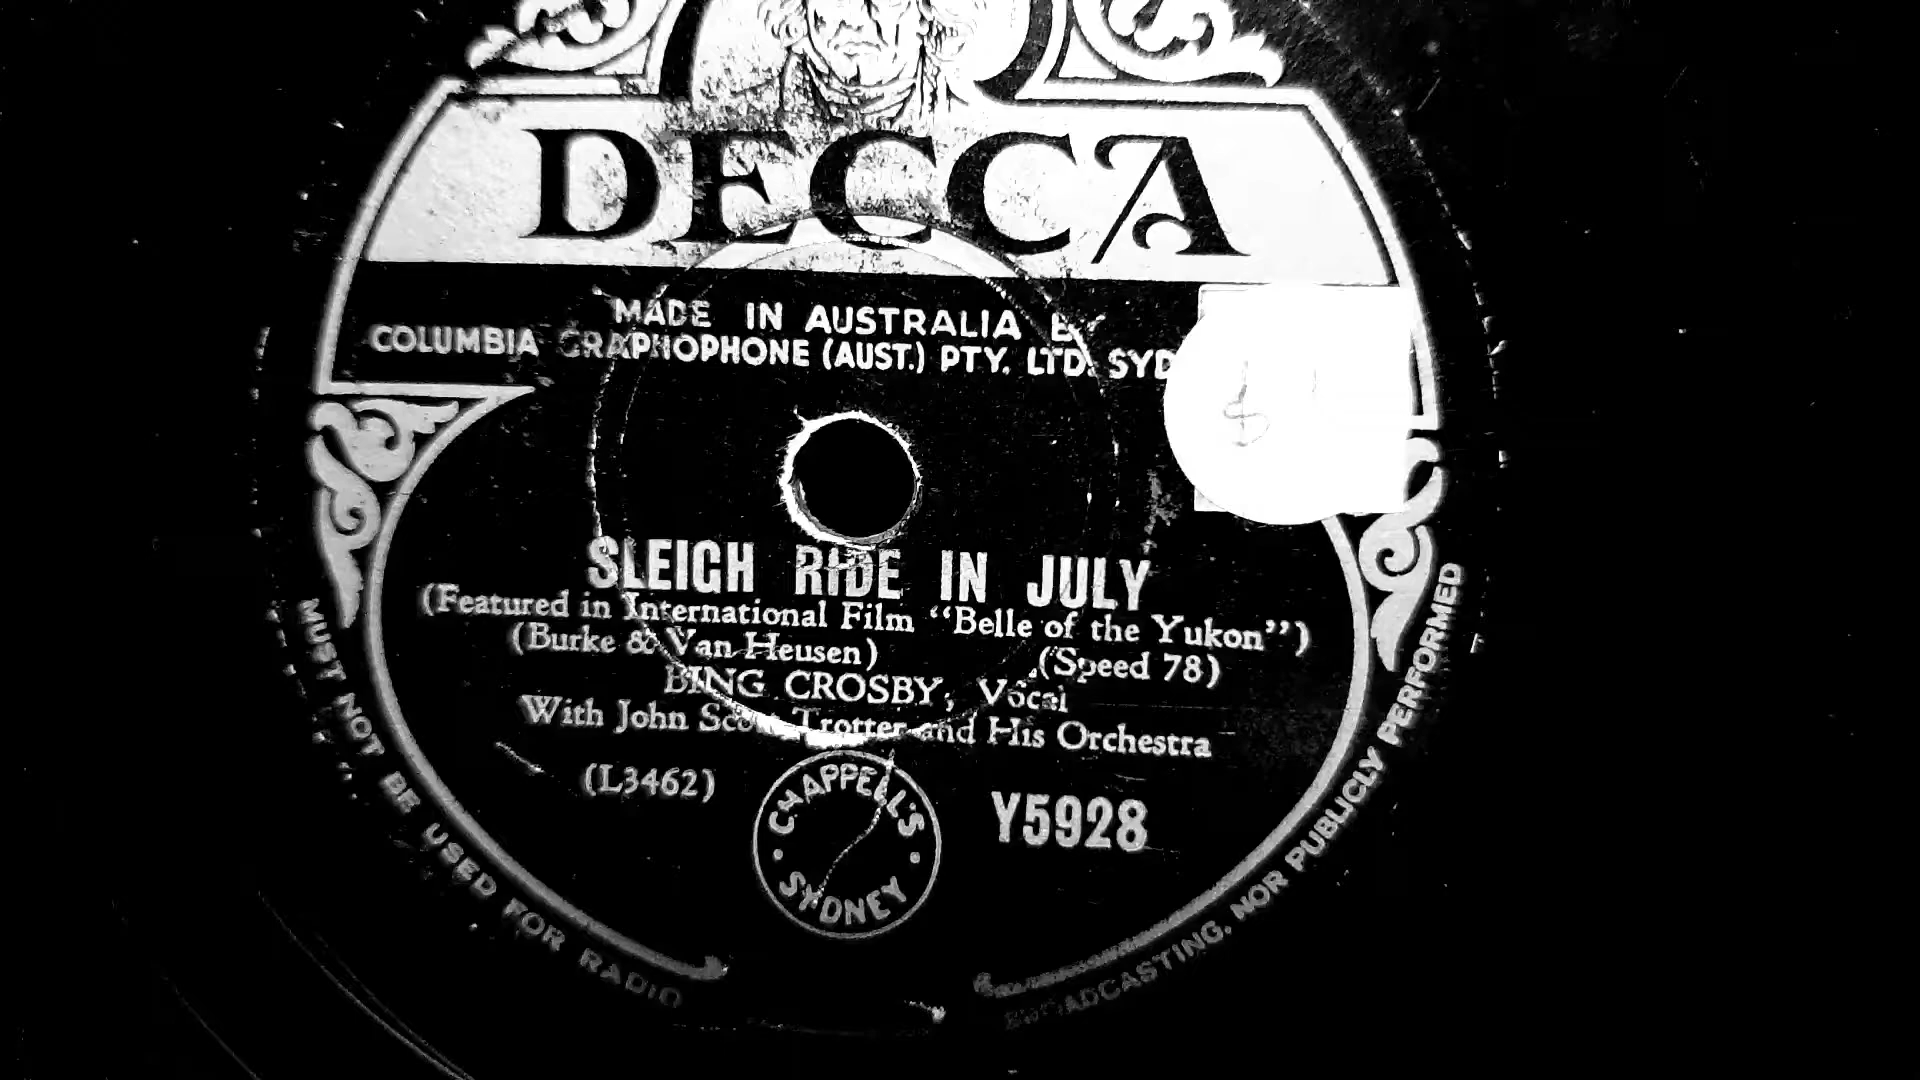 DECCA
MADE IN AUSTRALIA BY
COLUMBIA GRAPHOPHONE (AUST.) PTY. LTD. SYD
SLEIGH RIDE IN JULY
(Featured in International Film “Belle of the Yukon”)
(Burke & Van Heusen) (Speed 78)
BING CROSBY, Vocal
With John Scott Trotter and His Orchestra
(L3462)
CHAPPELL'S
SYDNEY
Y5928
MUST NOT BE USED FOR RADIO
BROADCASTING, NOR PUBLICLY PERFORMED